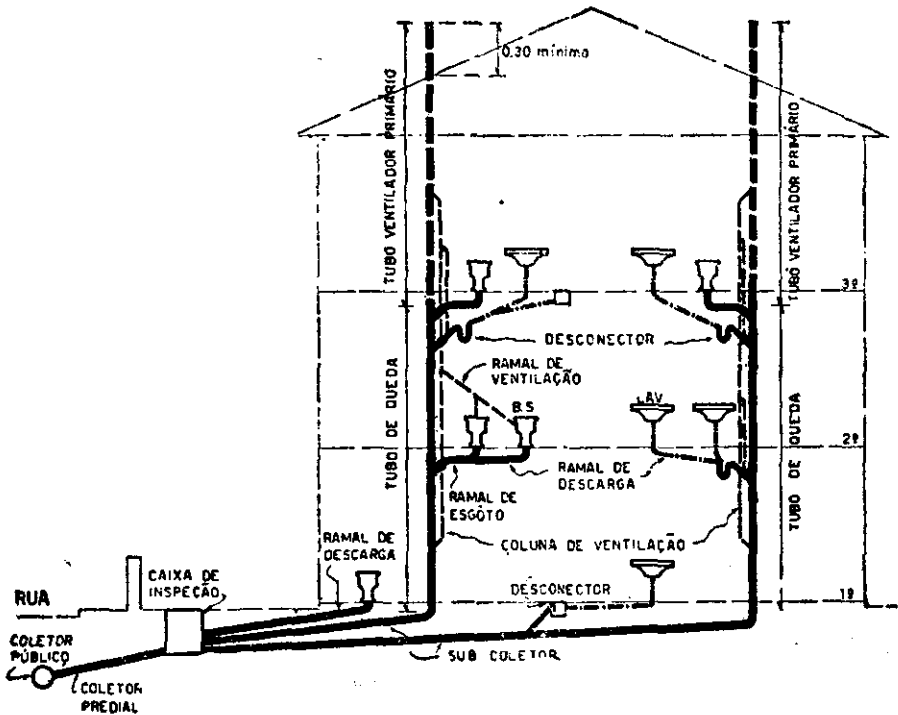 0.30 mínima
TUBO VENTILADOR PRIMÁRIO
TUBO VENTILADOR PRIMÁRIO
3º
DESCONECTOR
RAMAL DE
VENTILAÇÃO
B.S
LAV
2º
TUBO DE QUEDA
TUBO DE QUEDA
RAMAL DE
DESCARGA
RAMAL DE
ESGÔTO
RAMAL DE
DESCARGA
COLUNA DE VENTILAÇÃO
CAIXA DE
INSPEÇÃO
DESCONECTOR
1º
RUA
COLETOR
PÚBLICO
SUB COLETOR
COLETOR
PREDIAL